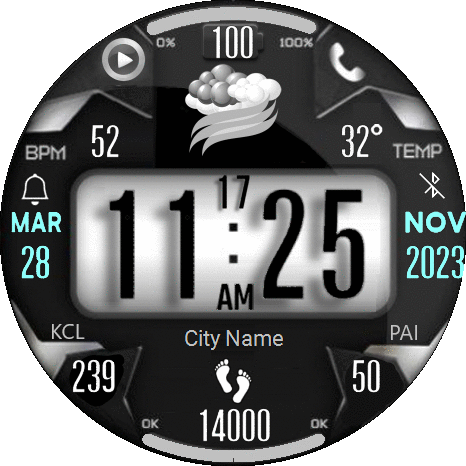 0% 100 100%
BPM 52 32° TEMP
MAR NOV
28 2023
11:25
17
AM
KCL City Name PAI
239 50
OK 14000 OK